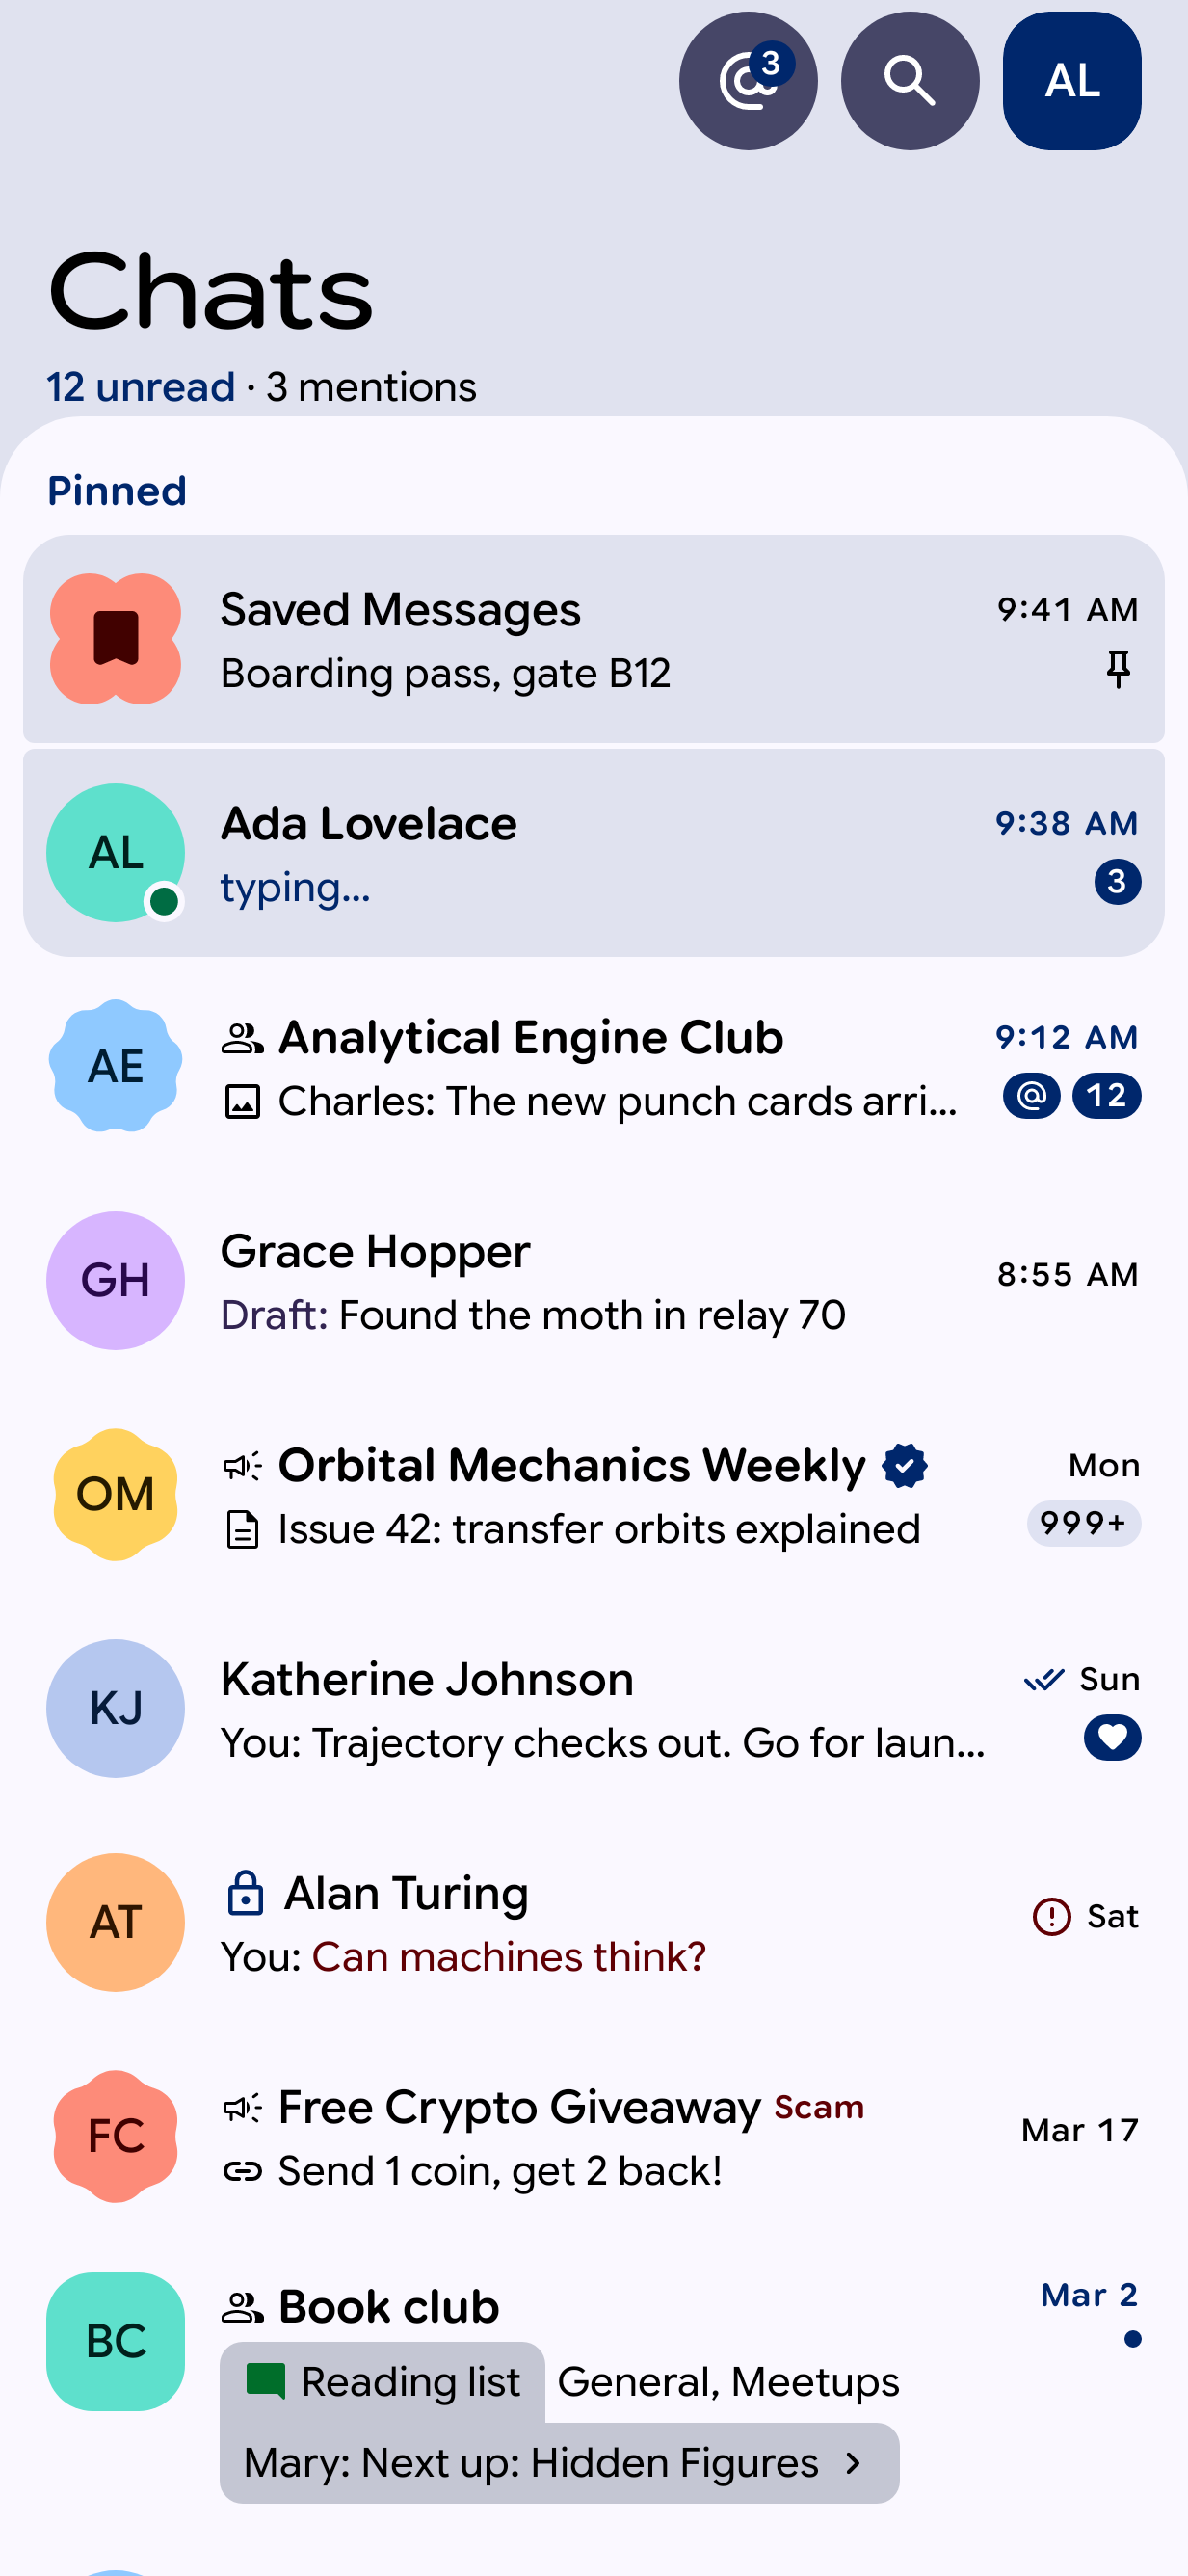 3
AL
Chats
12 unread · 3 mentions
Pinned
Saved Messages
9:41 AM
Boarding pass, gate B12
AL
Ada Lovelace
9:38 AM
typing...
3
AE
Analytical Engine Club
9:12 AM
Charles: The new punch cards arri...
@ 12
GH
Grace Hopper
8:55 AM
Draft: Found the moth in relay 70
OM
Orbital Mechanics Weekly
Mon
Issue 42: transfer orbits explained
999+
KJ
Katherine Johnson
Sun
You: Trajectory checks out. Go for laun...
AT
Alan Turing
Sat
You: Can machines think?
FC
Free Crypto Giveaway Scam
Mar 17
Send 1 coin, get 2 back!
BC
Book club
Mar 2
Reading list General, Meetups
Mary: Next up: Hidden Figures